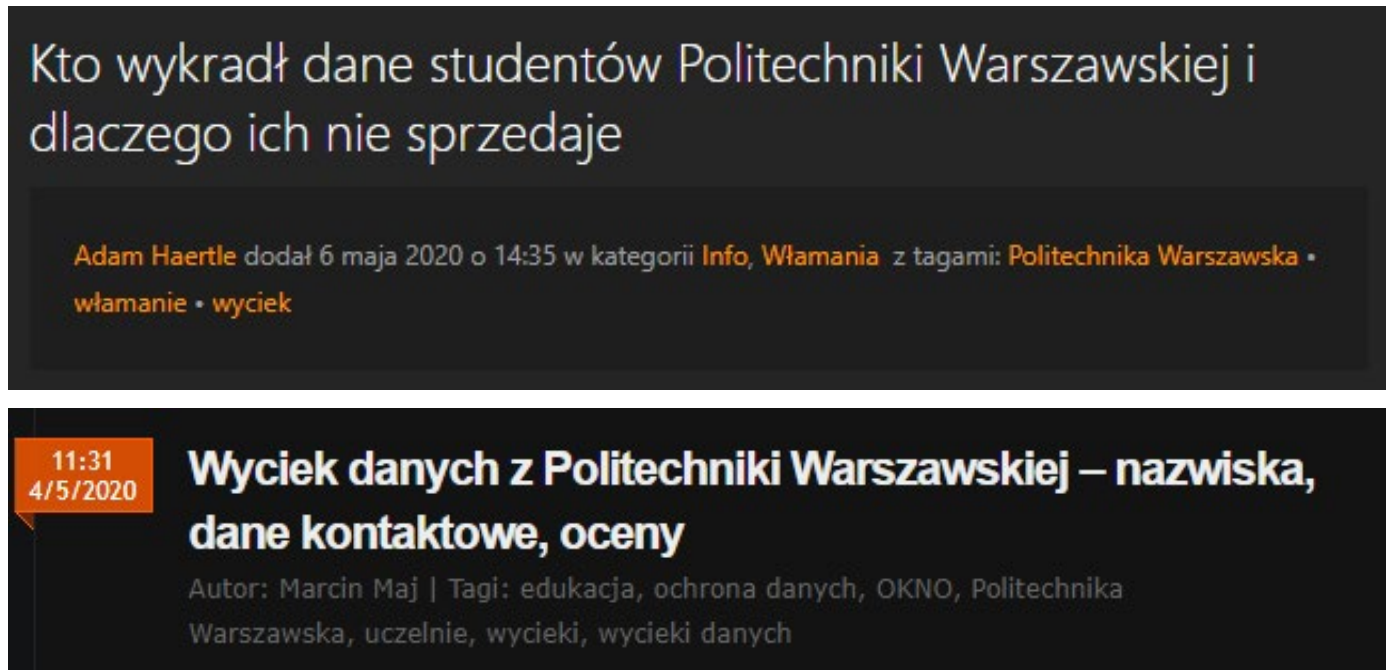 Kto wykradł dane studentów Politechniki Warszawskiej i
dlaczego ich nie sprzedaje
Adam Haertle dodał 6 maja 2020 o 14:35 w kategorii Info, Włamania z tagami: Politechnika Warszawska •
włamanie • wyciek
11:31
4/5/2020
Wyciek danych z Politechniki Warszawskiej – nazwiska,
dane kontaktowe, oceny
Autor: Marcin Maj | Tagi: edukacja, ochrona danych, OKNO, Politechnika
Warszawska, uczelnie, wycieki, wycieki danych